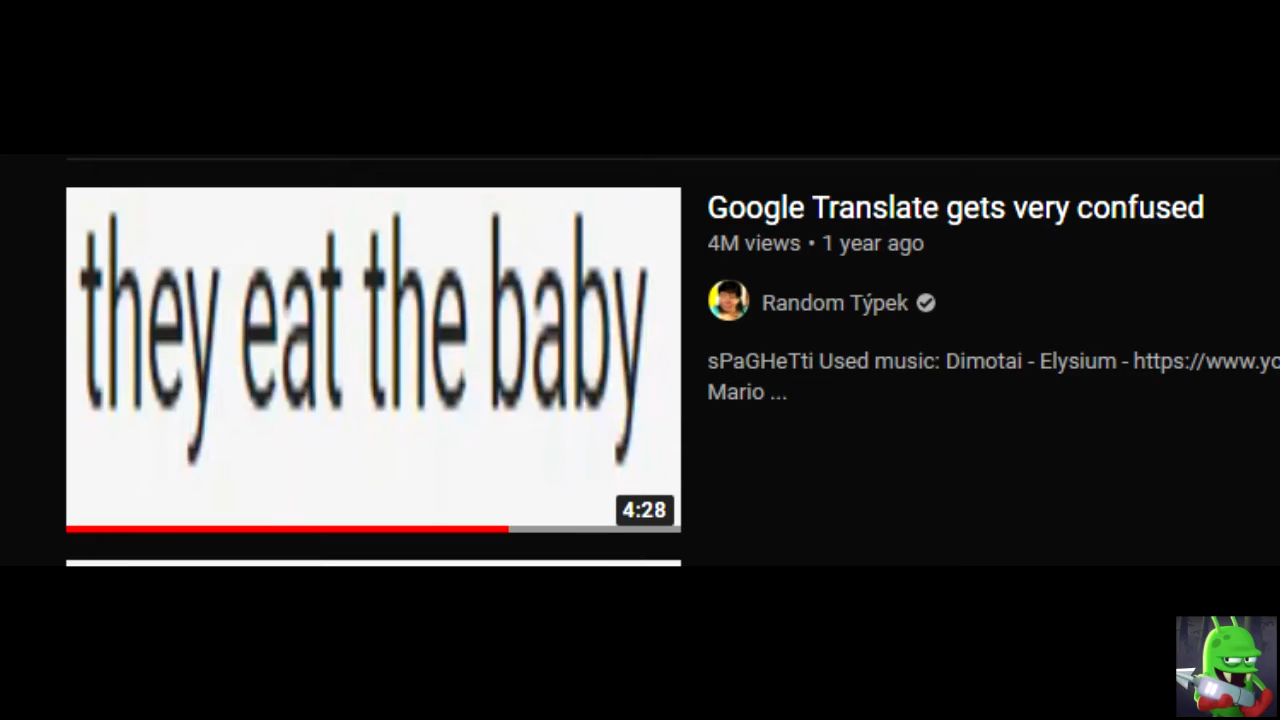 they eat the baby
4:28
Google Translate gets very confused
4M views • 1 year ago
Random Týpek
sPaGHeTti Used music: Dimotai - Elysium - https://www.yo
Mario ...